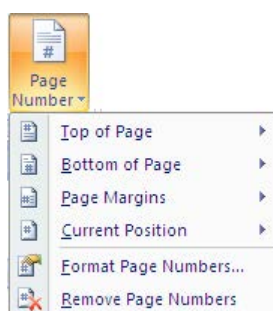 Page
Number
Top of Page
Bottom of Page
Page Margins
Current Position
Format Page Numbers...
Remove Page Numbers